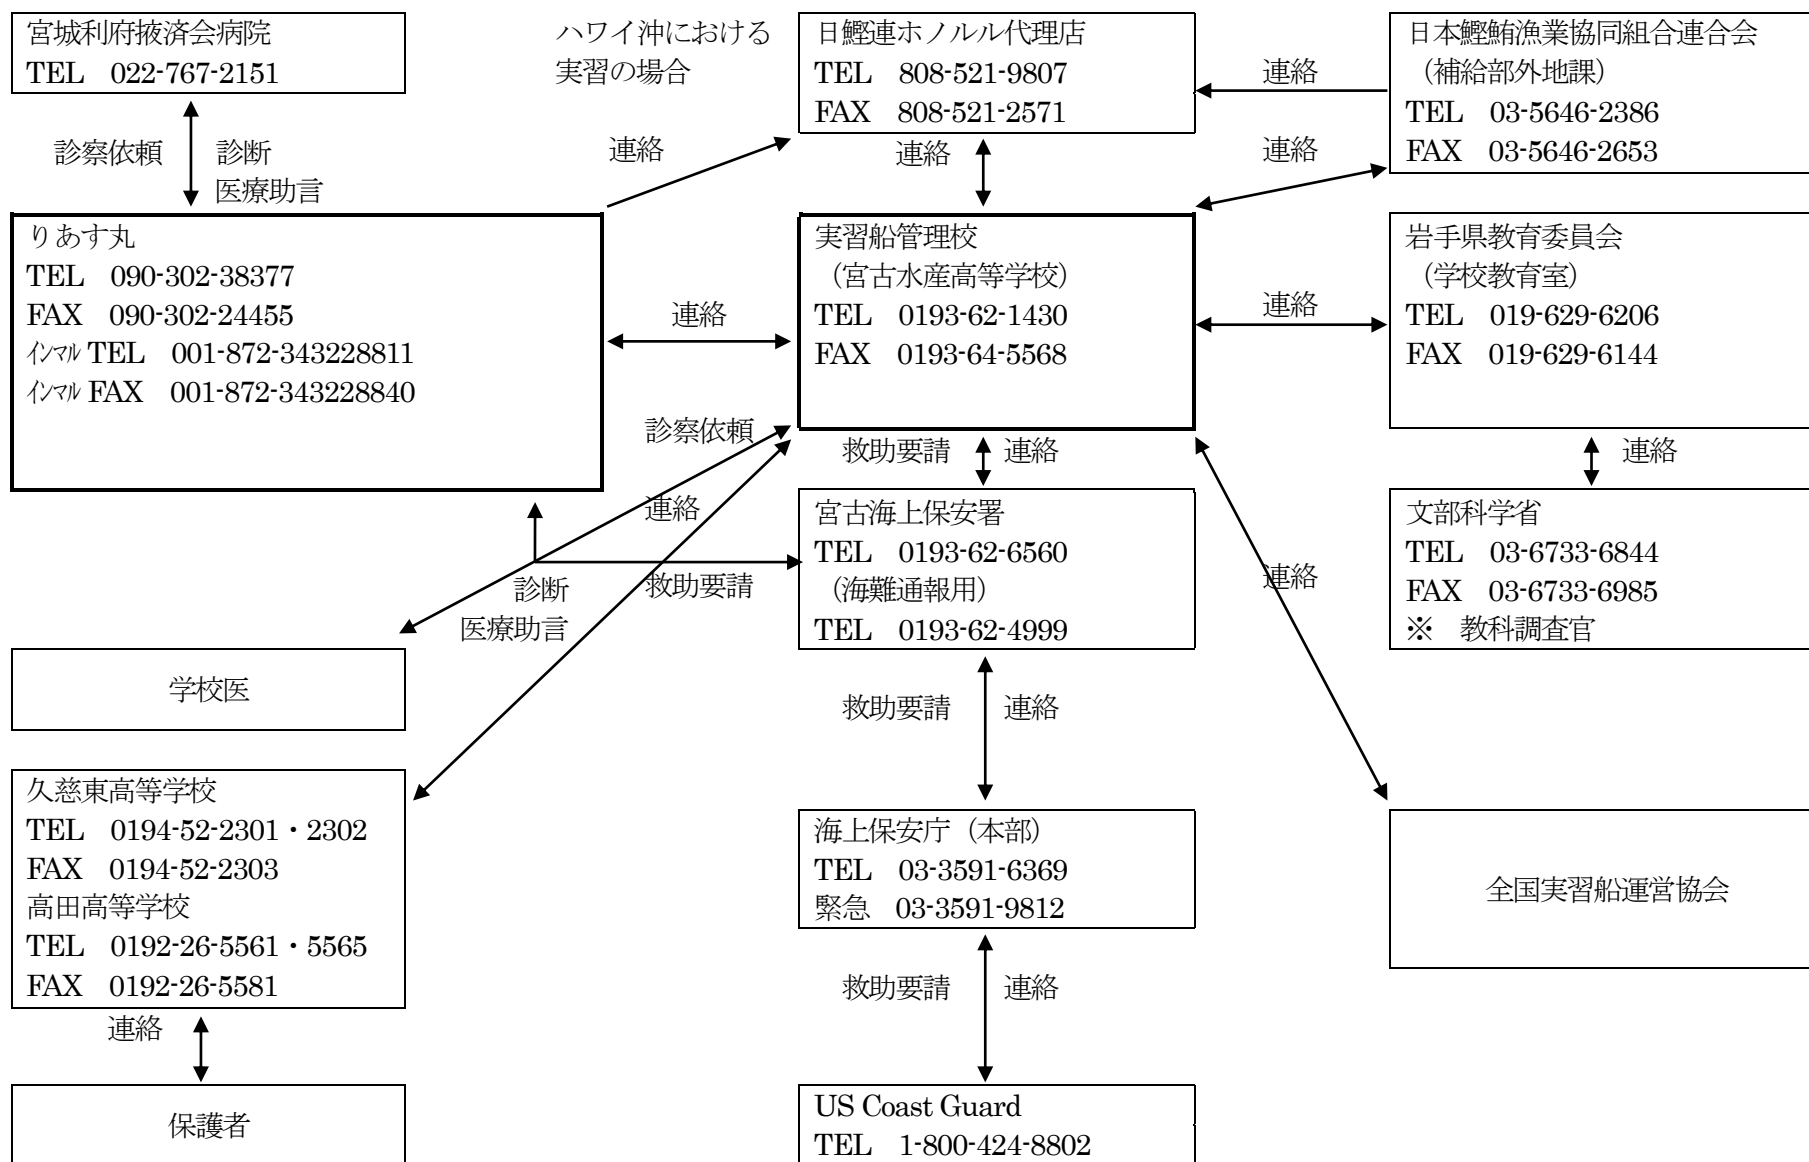 宮城利府掖済会病院
TEL　022-767-2151
ハワイ沖における
実習の場合
日鰹連ホノルル代理店
TEL　808-521-9807
FAX　808-521-2571
連絡
日本鰹鮪漁業協同組合連合会
（補給部外地課）
TEL　03-5646-2386
FAX　03-5646-2653
診察依頼
診断
医療助言
連絡
連絡
連絡
りあす丸
TEL　090-302-38377
FAX　090-302-24455
ｲﾝﾏﾙ TEL　001-872-343228811
ｲﾝﾏﾙ FAX　001-872-343228840
連絡
実習船管理校
（宮古水産高等学校）
TEL　0193-62-1430
FAX　0193-64-5568
連絡
岩手県教育委員会
（学校教育室）
TEL　019-629-6206
FAX　019-629-6144
診察依頼
救助要請
連絡
連絡
連絡
診断
医療助言
救助要請
宮古海上保安署
TEL　0193-62-6560
（海難通報用）
TEL　0193-62-4999
連絡
文部科学省
TEL　03-6733-6844
FAX　03-6733-6985
※　教科調査官
学校医
救助要請
連絡
久慈東高等学校
TEL　0194-52-2301・2302
FAX　0194-52-2303
高田高等学校
TEL　0192-26-5561・5565
FAX　0192-26-5581
海上保安庁（本部）
TEL　03-3591-6369
緊急　03-3591-9812
全国実習船運営協会
連絡
救助要請
連絡
保護者
US Coast Guard
TEL　1-800-424-8802